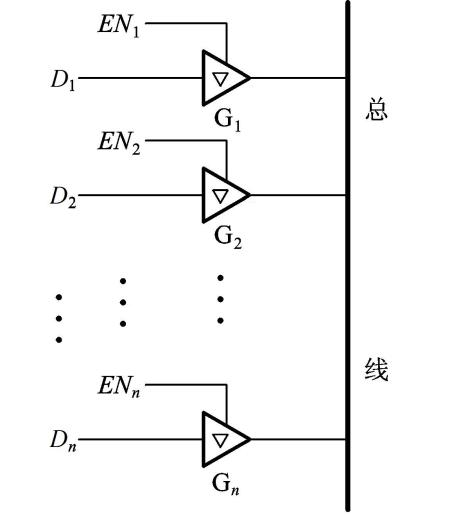 EN₁
D₁
G₁
总
EN₂
D₂
G₂
线
ENₙ
Dₙ
Gₙ